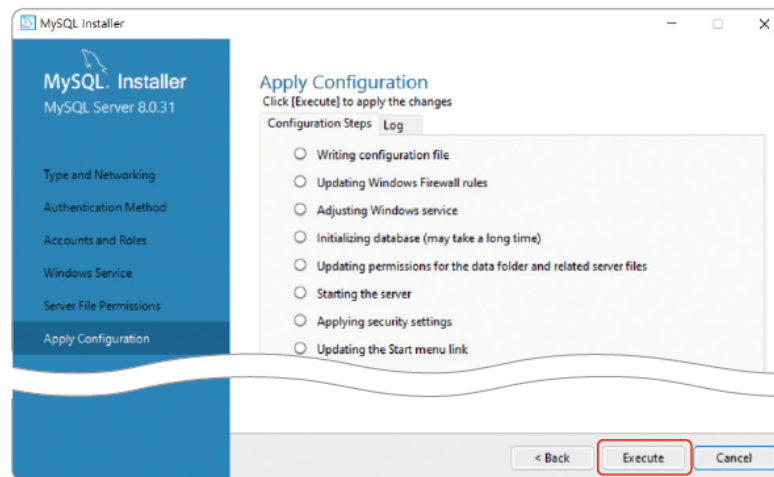 MySQL Installer
MySQL. Installer
MySQL Server 8.0.31
Type and Networking
Authentication Method
Accounts and Roles
Windows Service
Server File Permissions
Apply Configuration
Apply Configuration
Click [Execute] to apply the changes
Configuration Steps Log
Writing configuration file
Updating Windows Firewall rules
Adjusting Windows service
Initializing database (may take a long time)
Updating permissions for the data folder and related server files
Starting the server
Applying security settings
Updating the Start menu link
< Back Execute Cancel